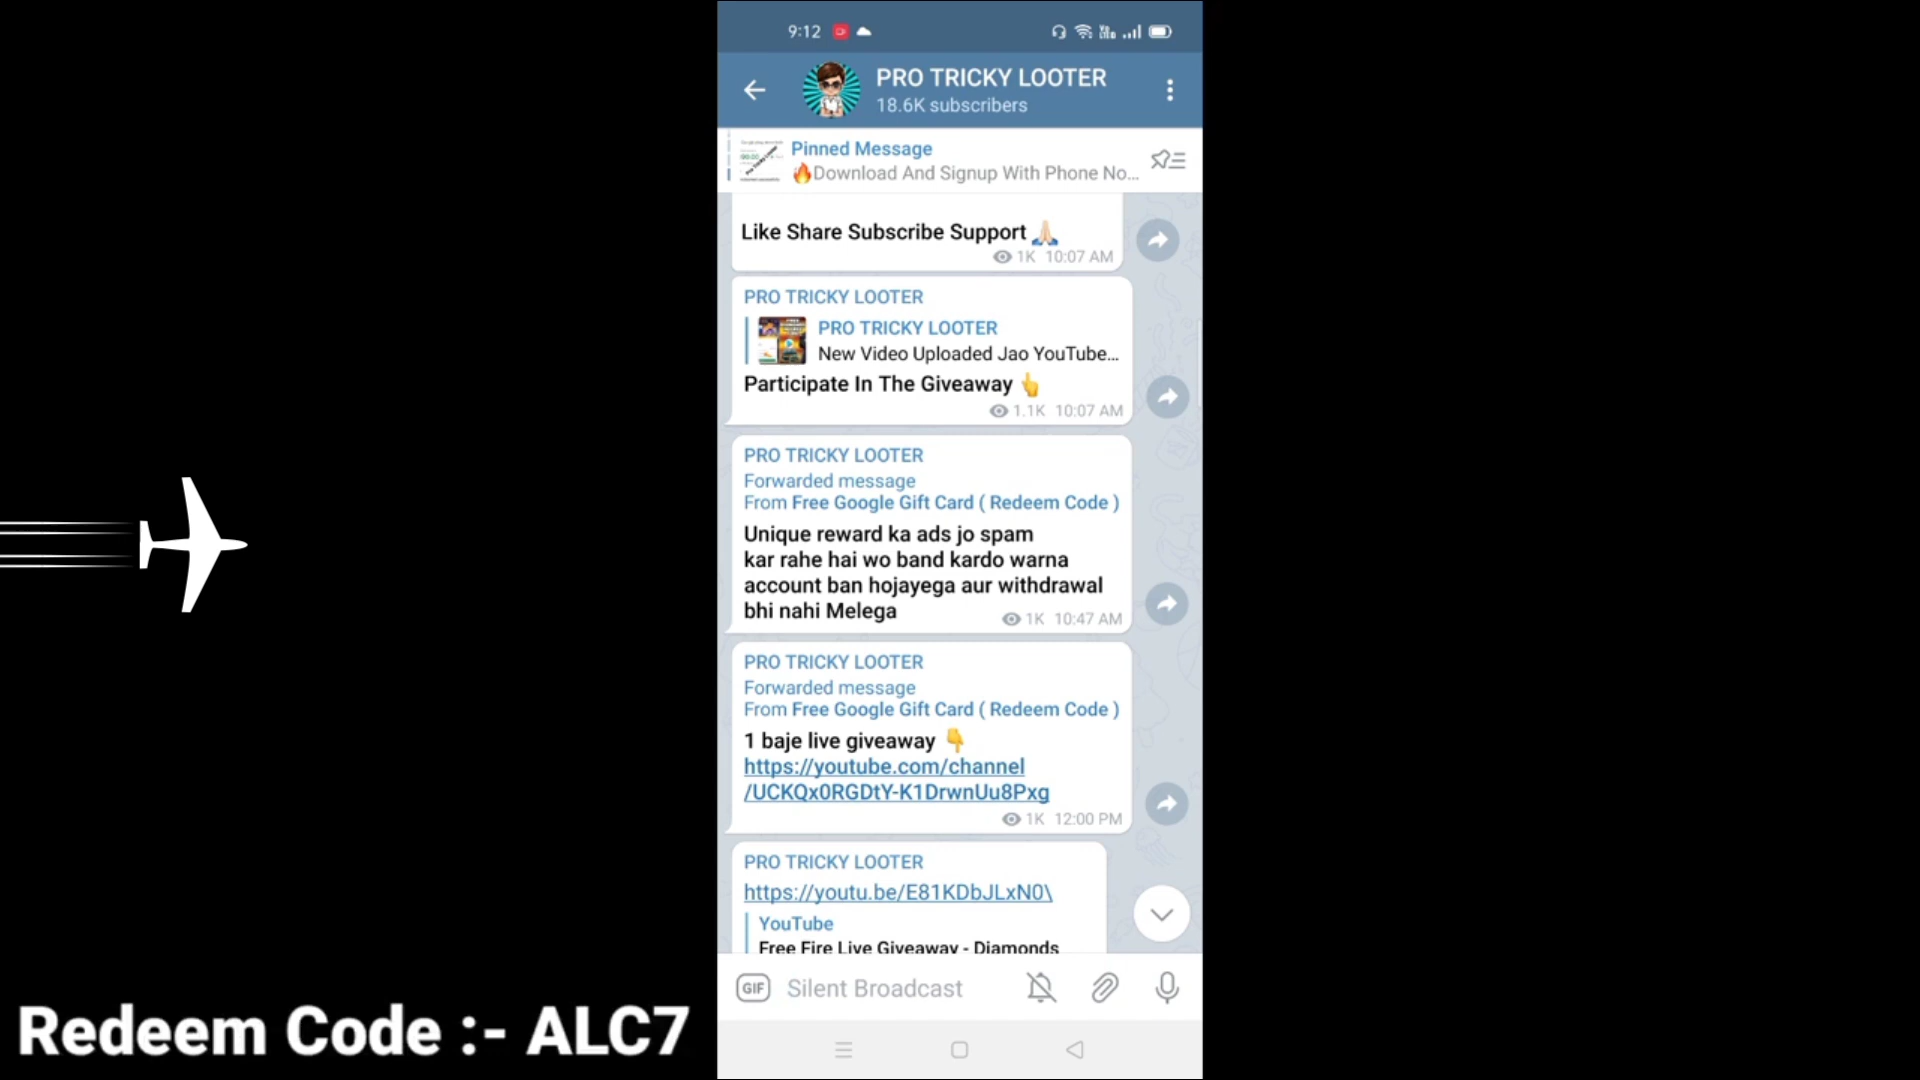 9:12
PRO TRICKY LOOTER
18.6K subscribers
Pinned Message
🔥Download And Signup With Phone No...
Like Share Subscribe Support 🙏🏻
1K 10:07 AM
PRO TRICKY LOOTER
PRO TRICKY LOOTER
New Video Uploaded Jao YouTube...
Participate In The Giveaway 👆
1.1K 10:07 AM
PRO TRICKY LOOTER
Forwarded message
From Free Google Gift Card ( Redeem Code )
Unique reward ka ads jo spam
kar rahe hai wo band kardo warna
account ban hojayega aur withdrawal
bhi nahi Melega
1K 10:47 AM
PRO TRICKY LOOTER
Forwarded message
From Free Google Gift Card ( Redeem Code )
1 baje live giveaway 👇
https://youtube.com/channel
/UCKQx0RGDtY-K1DrwnUu8Pxg
1K 12:00 PM
PRO TRICKY LOOTER
https://youtu.be/E81KDbJLxN0\
YouTube
Free Fire Live Giveaway - Diamonds
GIF Silent Broadcast
Redeem Code :- ALC7